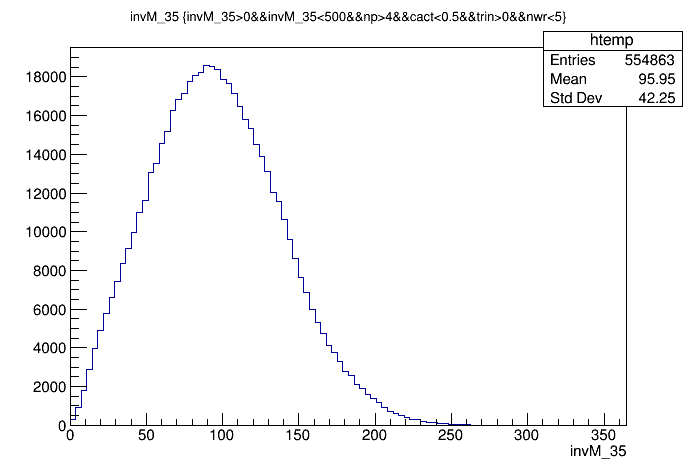 invM_35 {invM_35>0&&invM_35<500&&np>4&&cact<0.5&&trin>0&&nwr<5}
htemp
Entries 554863
Mean 95.95
Std Dev 42.25
18000
16000
14000
12000
10000
8000
6000
4000
2000
0
0 50 100 150 200 250 300 350
invM_35